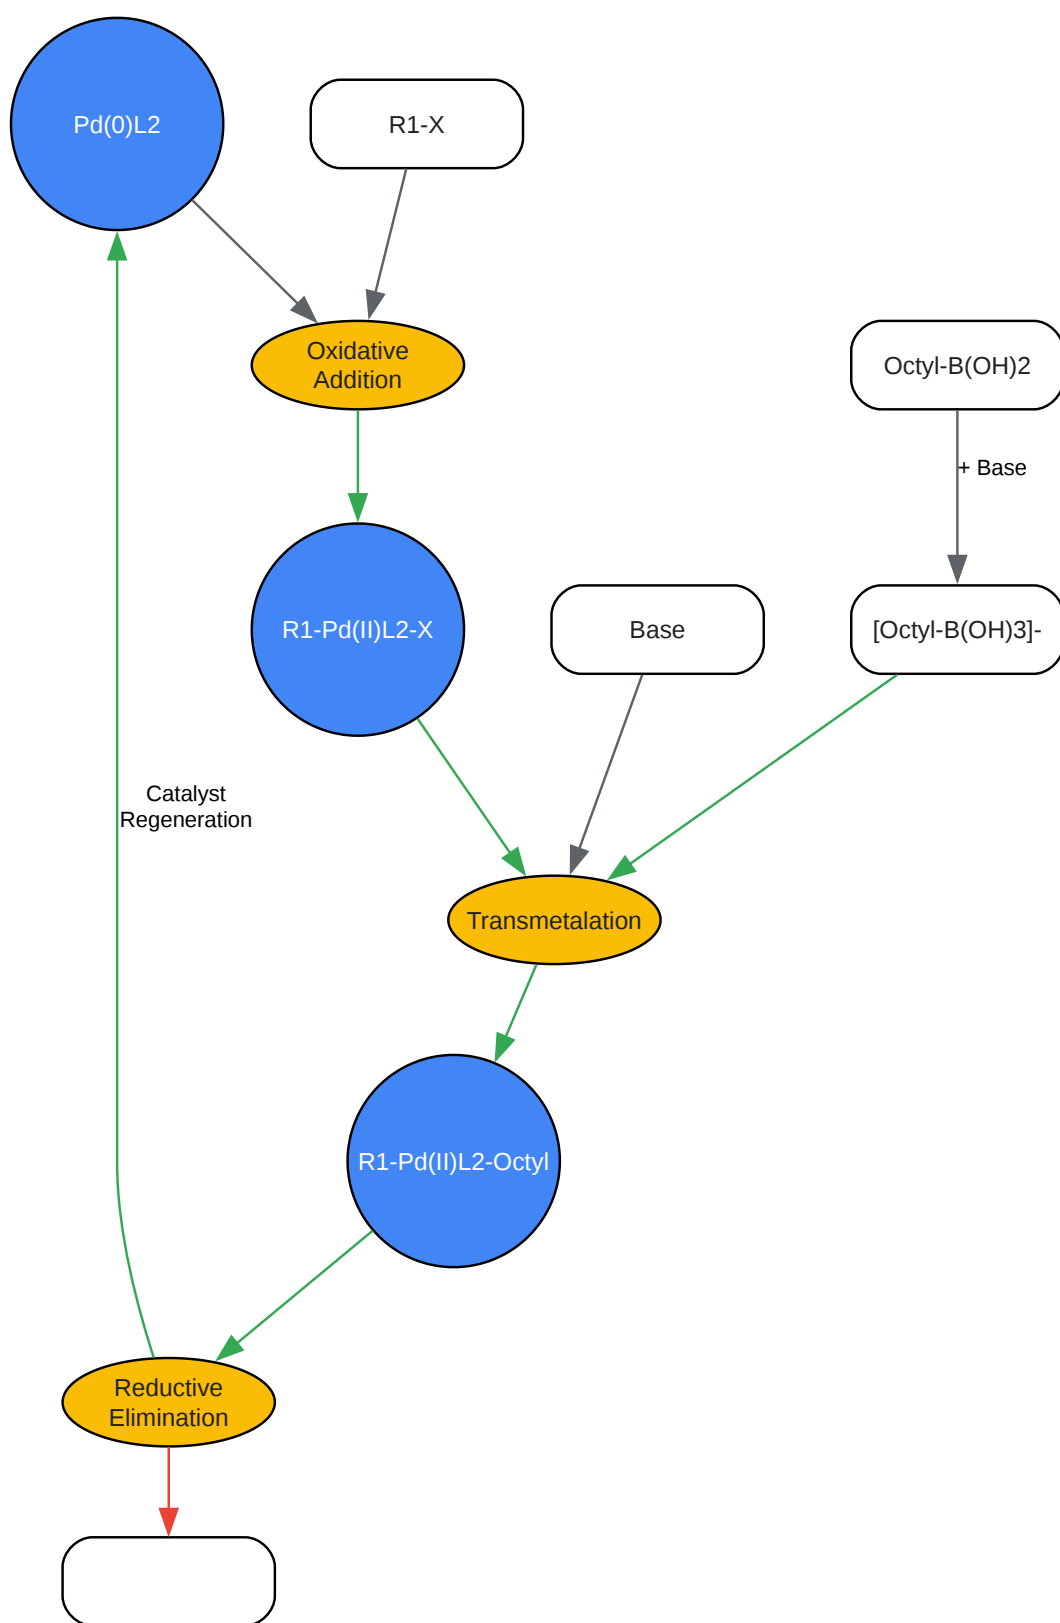 Pd(0)L2
R1-X
Oxidative
Addition
Octyl-B(OH)2
+ Base
R1-Pd(II)L2-X
Base
[Octyl-B(OH)3]-
Catalyst
Regeneration
Transmetalation
R1-Pd(II)L2-Octyl
Reductive
Elimination